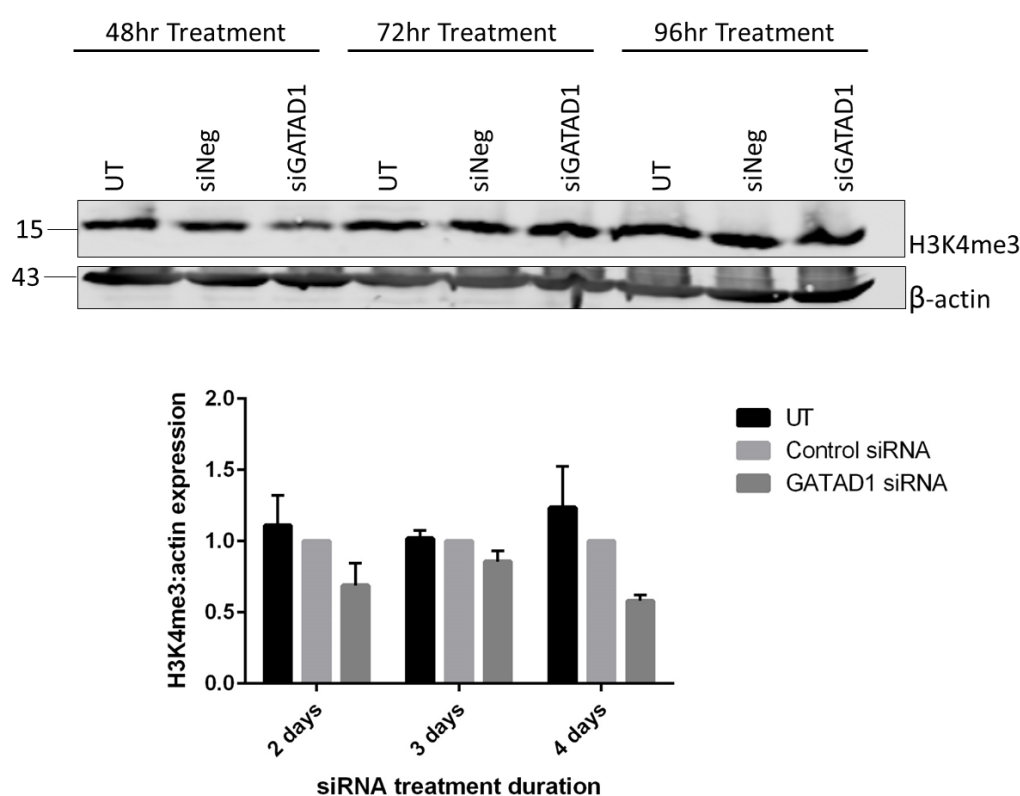 48hr Treatment 72hr Treatment 96hr Treatment
UT siNeg siGATAD1 UT siNeg siGATAD1 UT siNeg siGATAD1
15
H3K4me3
43
β-actin
H3K4me3:actin expression
2.0
1.5
1.0
0.5
0.0
UT
Control siRNA
GATAD1 siRNA
2 days 3 days 4 days
siRNA treatment duration